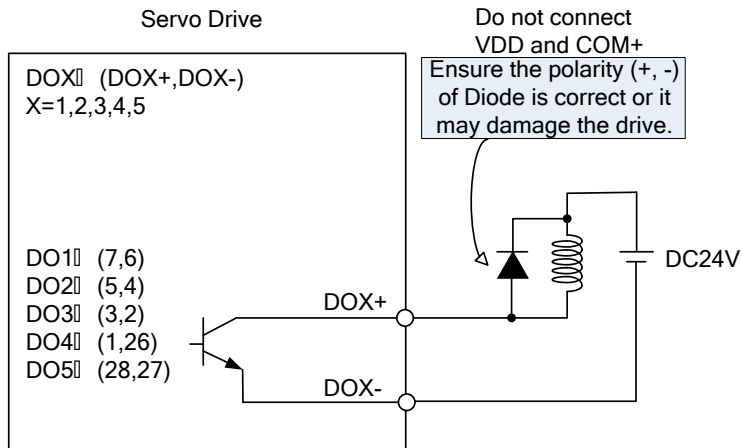 Servo Drive
Do not connect
VDD and COM+
Ensure the polarity (+, -)
of Diode is correct or it
may damage the drive.
DOX▯ (DOX+,DOX-)
X=1,2,3,4,5
DO1▯ (7,6)
DO2▯ (5,4)
DO3▯ (3,2)
DO4▯ (1,26)
DO5▯ (28,27)
DOX+
DOX-
DC24V